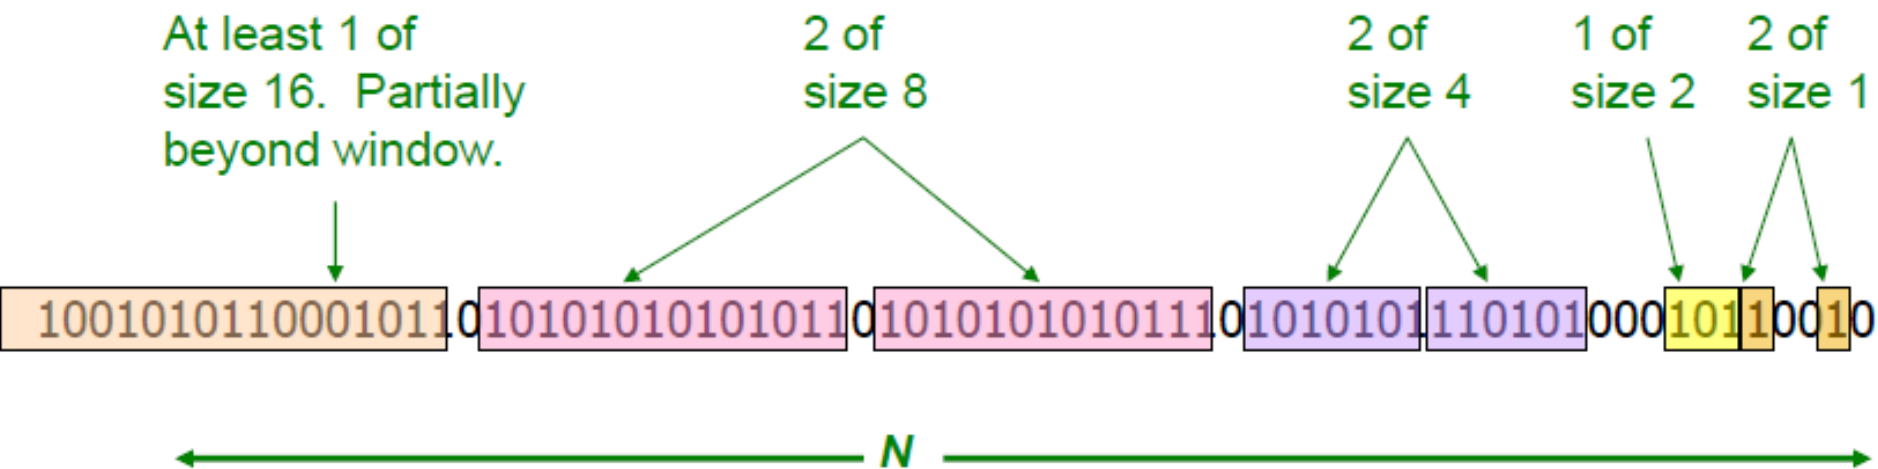 At least 1 of
size 16. Partially
beyond window.
2 of
size 8
2 of
size 4
1 of
size 2
2 of
size 1
1001010110001011010101010101011010101010101110101010111010100010110010
N